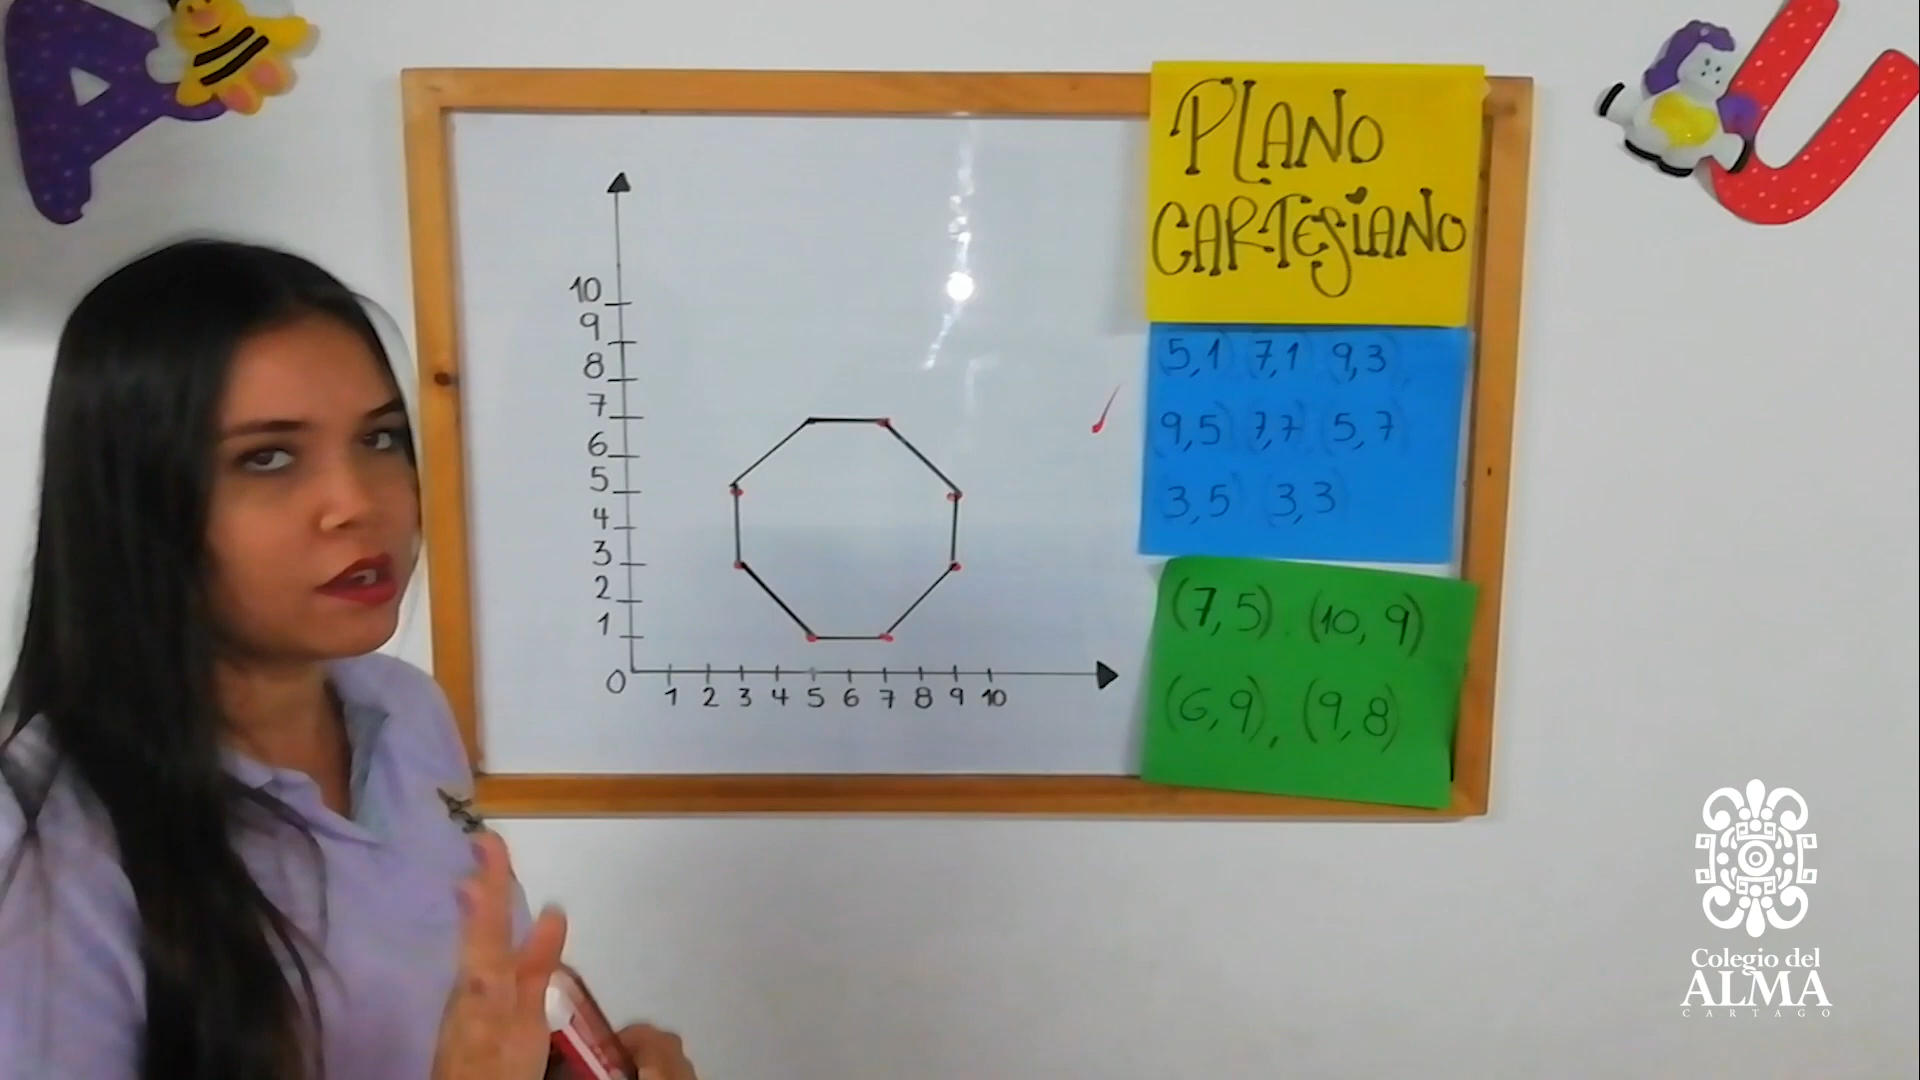 A
U
PLANO
CARTESiANO
10
9
8
7
6
5
4
3
2
1
0
1 2 3 4 5 6 7 8 9 10
(5,1) (7,1) (9,3),
(9,5) (7,7), (5,7)
(3,5) (3,3)
(7,5). (10,9)
(6,9), (9,8)
Colegio del
ALMA
CARTAGO